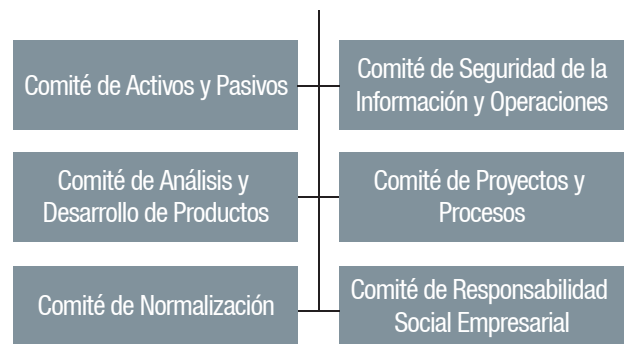 Comité de Activos y Pasivos
Comité de Seguridad de la
Información y Operaciones
Comité de Análisis y
Desarrollo de Productos
Comité de Proyectos y
Procesos
Comité de Normalización
Comité de Responsabilidad
Social Empresarial